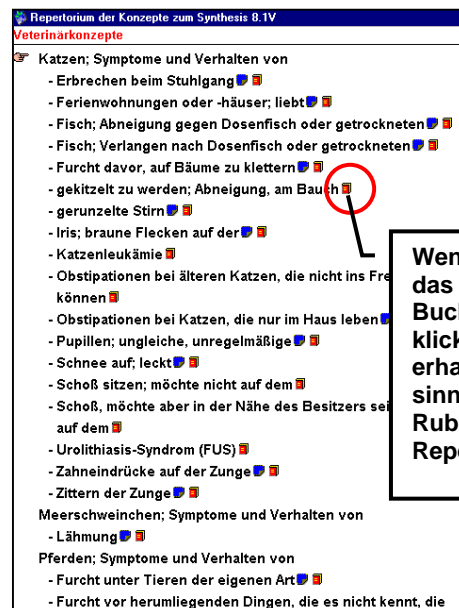 Repertorium der Konzepte zum Synthesis 8.1V
Veterinärkonzepte
Katzen; Symptome und Verhalten von
- Erbrechen beim Stuhlgang
- Ferienwohnungen oder -häuser; liebt
- Fisch; Abneigung gegen Dosenfisch oder getrockneten
- Fisch; Verlangen nach Dosenfisch oder getrockneten
- Furcht davor, auf Bäume zu klettern
- gekitzelt zu werden; Abneigung, am Bauch
- gerunzelte Stirn
- Iris; braune Flecken auf der
- Katzenleukämie
- Obstipationen bei älteren Katzen, die nicht ins Fre
können
- Obstipationen bei Katzen, die nur im Haus leben
- Pupillen; ungleiche, unregelmäßige
- Schnee auf; leckt
- Schoß sitzen; möchte nicht auf dem
- Schoß, möchte aber in der Nähe des Besitzers sei
auf dem
- Urolithiasis-Syndrom (FUS)
- Zahneindrücke auf der Zunge
- Zittern der Zunge
Meerschweinchen; Symptome und Verhalten von
- Lähmung
Pferden; Symptome und Verhalten von
- Furcht unter Tieren der eigenen Art
- Furcht vor herumliegenden Dingen, die es nicht kennt, die
Wen
das
Buch
klick
erha
sinn
Rub
Rep